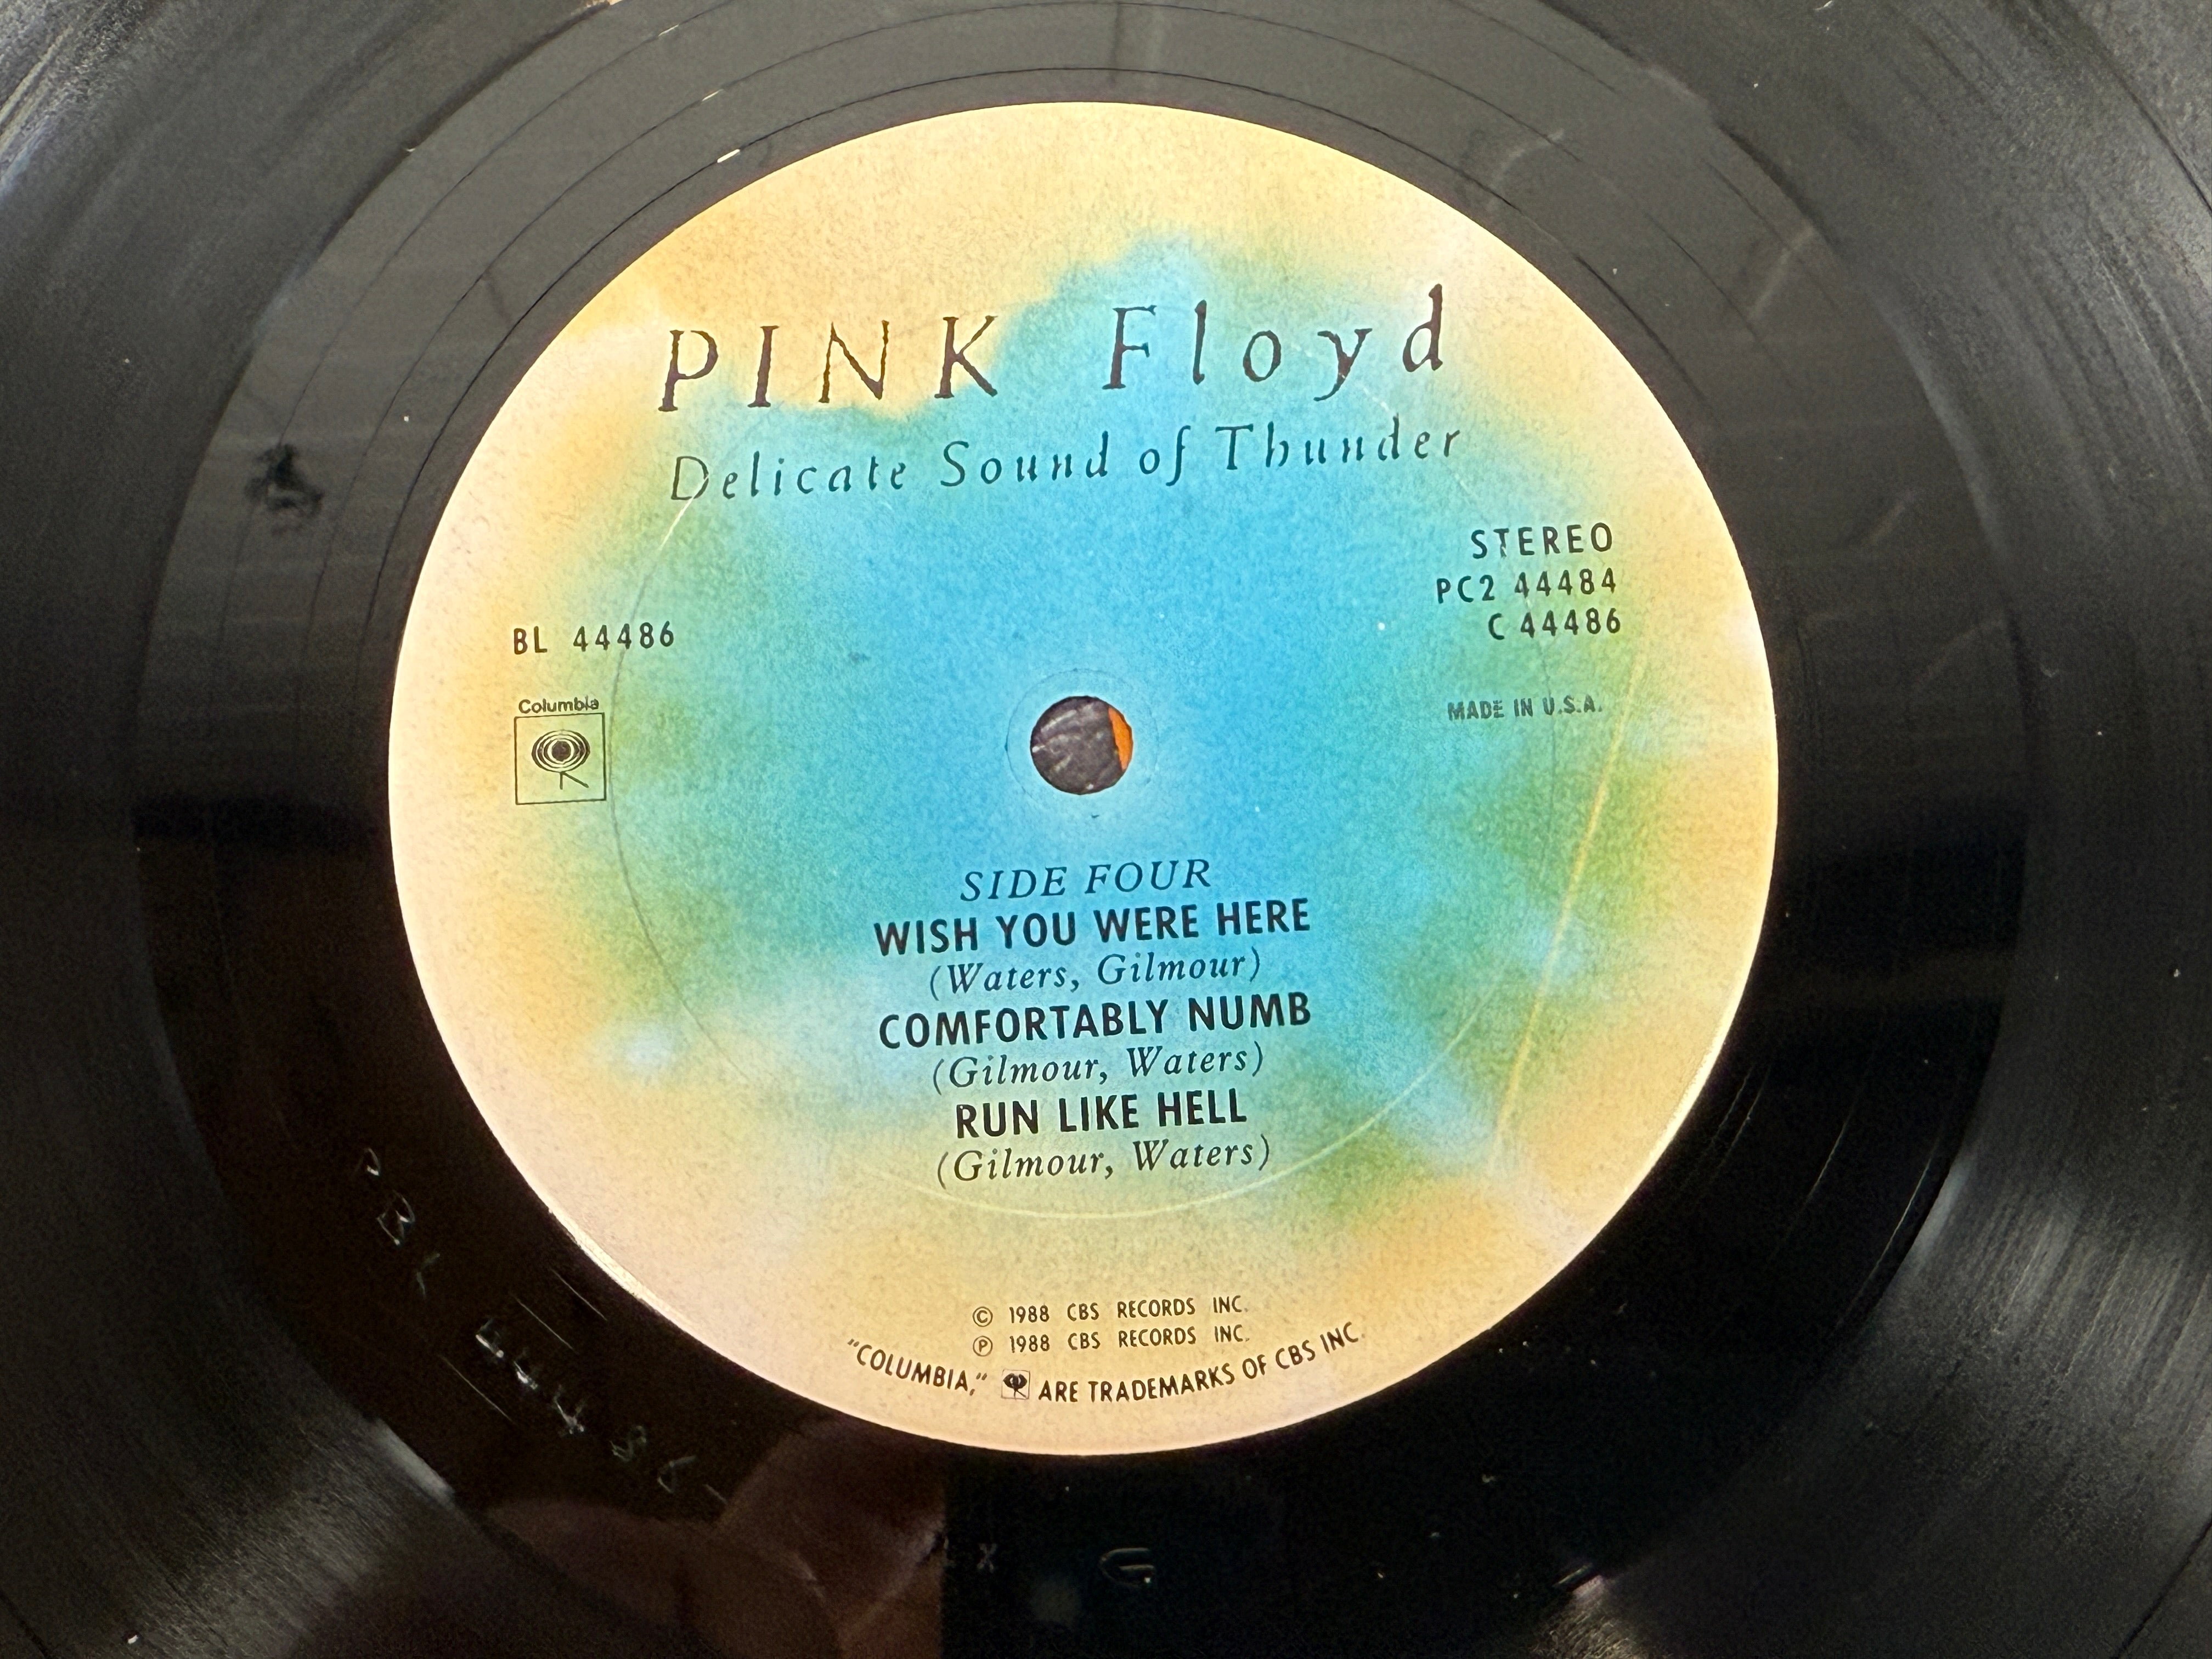 PINK Floyd
Delicate Sound of Thunder
STEREO
PC2 44484
C 44486
BL 44486
Columbia
MADE IN U.S.A.
SIDE FOUR
WISH YOU WERE HERE
(Waters, Gilmour)
COMFORTABLY NUMB
(Gilmour, Waters)
RUN LIKE HELL
(Gilmour, Waters)
© 1988 CBS RECORDS INC.
℗ 1988 CBS RECORDS INC.
"COLUMBIA," ARE TRADEMARKS OF CBS INC.